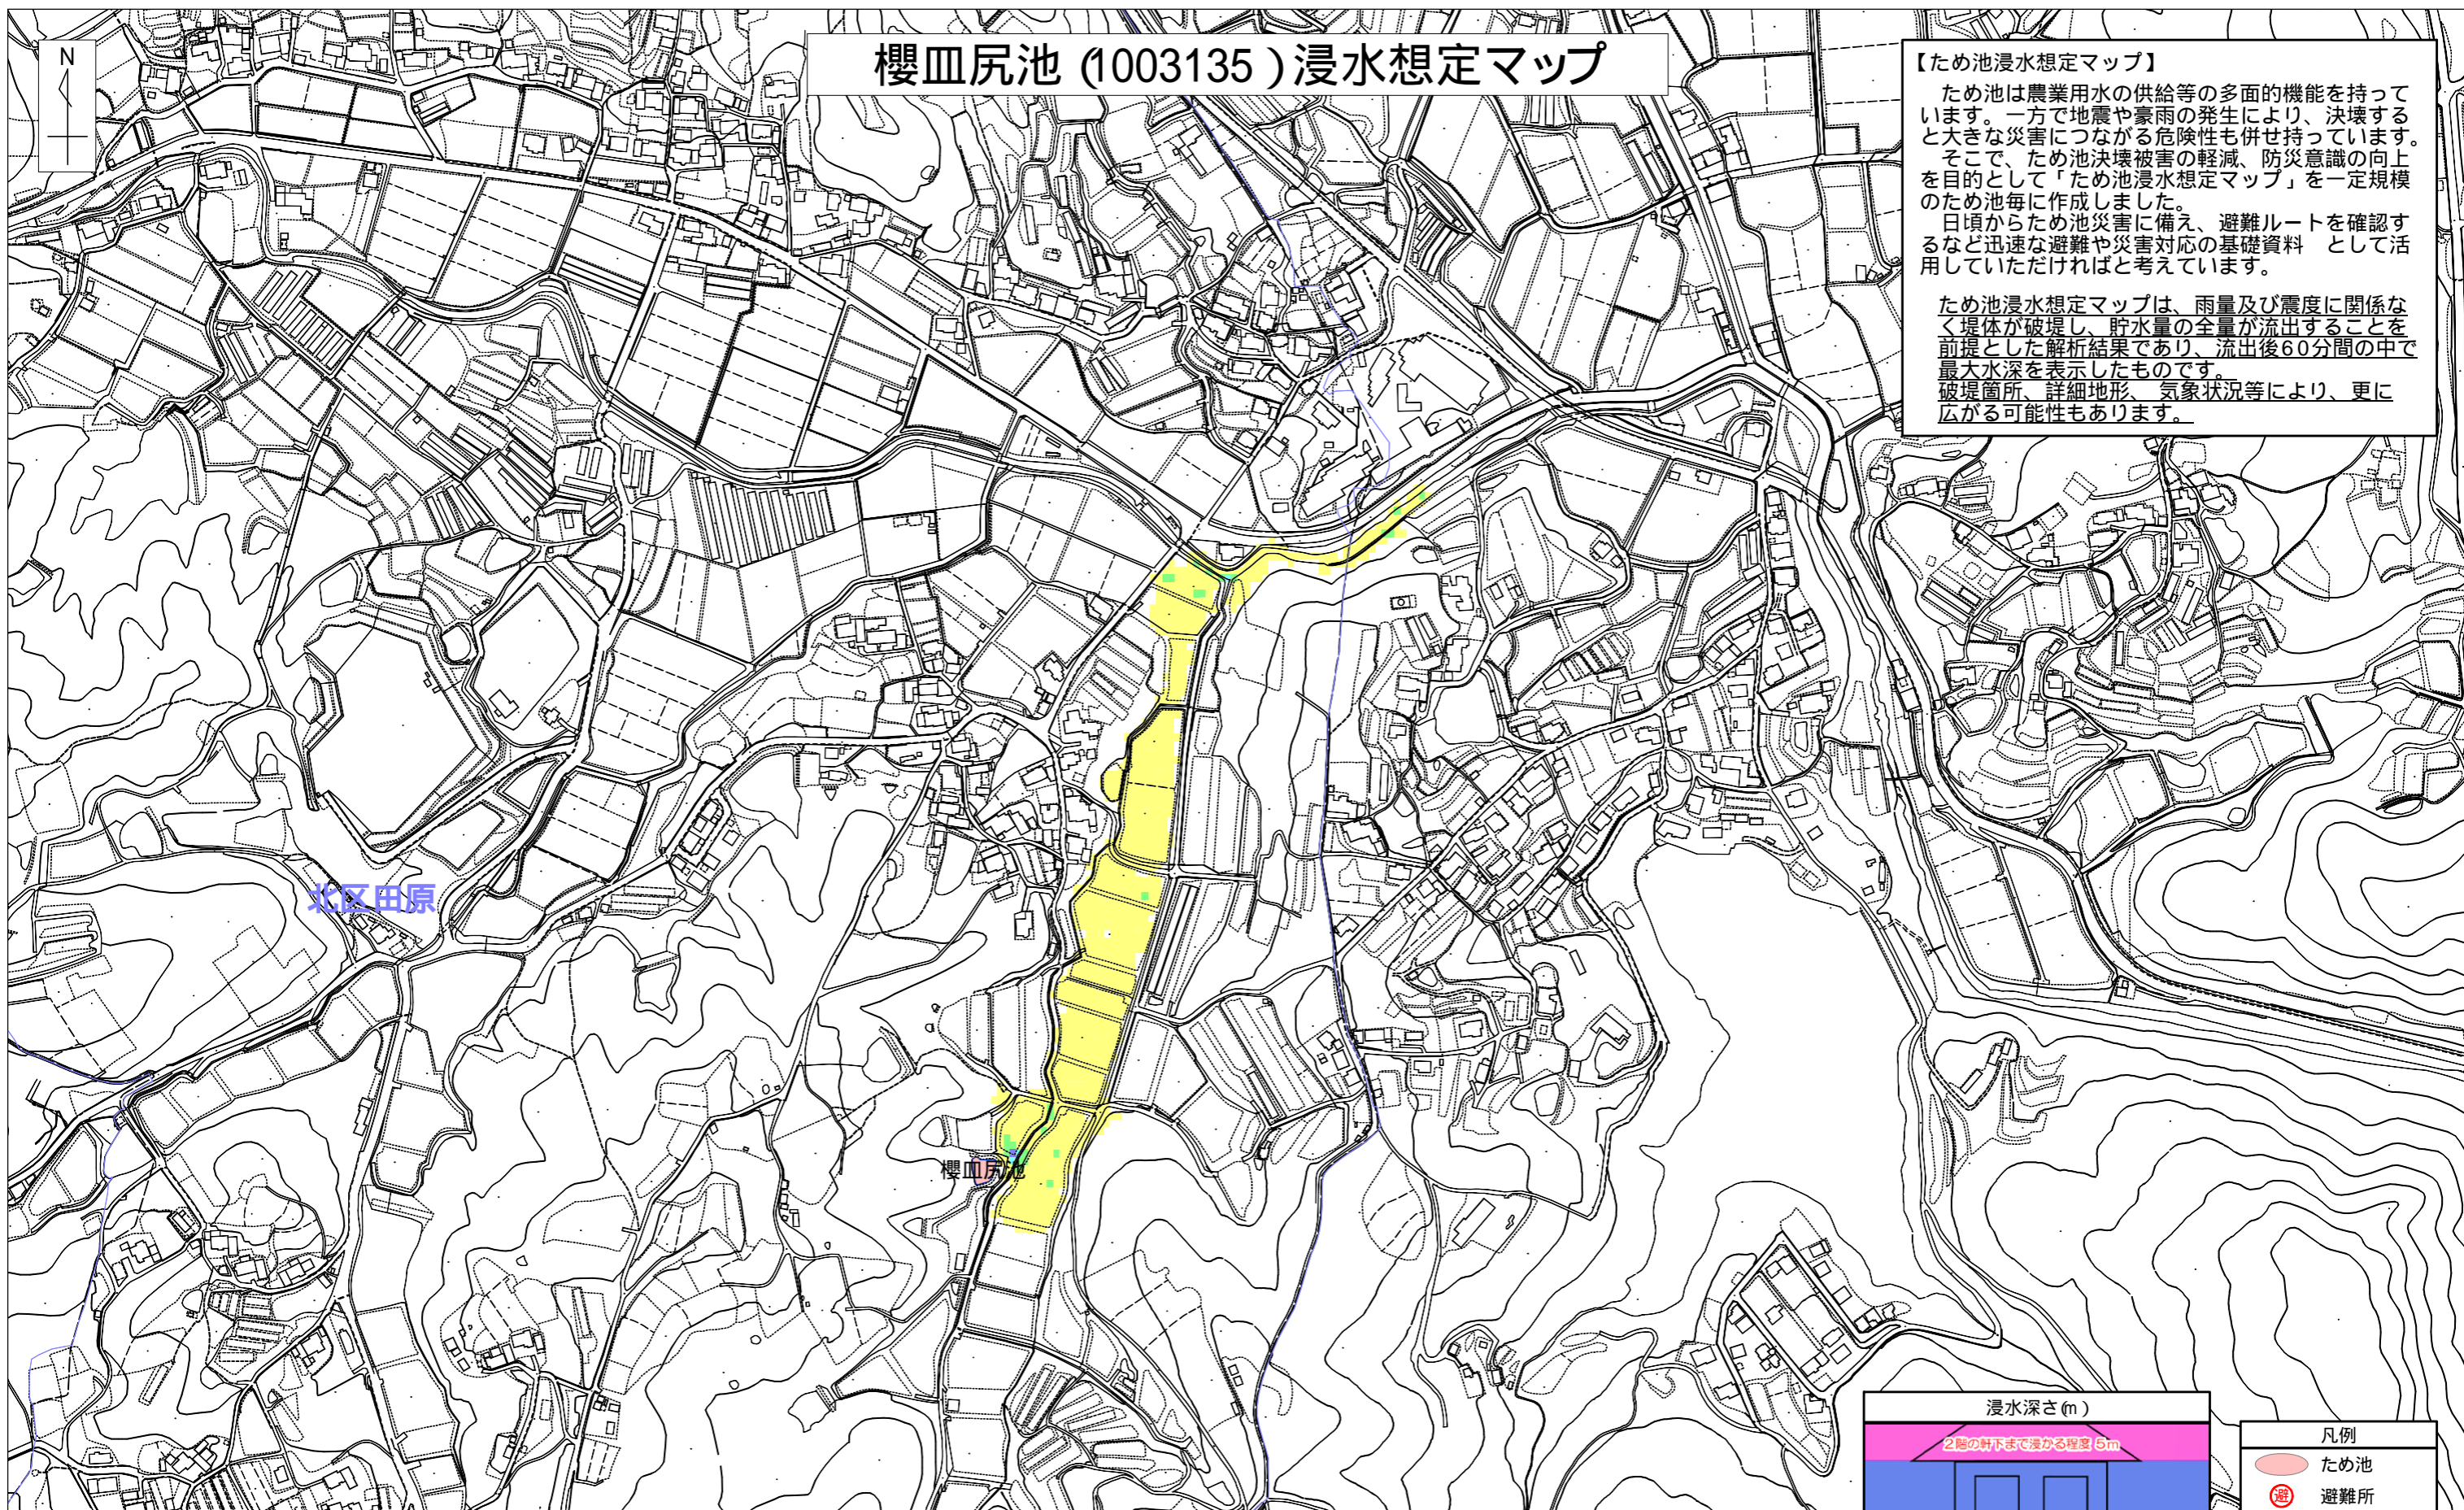 N
櫻皿尻池 (1003135)浸水想定マップ
【ため池浸水想定マップ】
ため池は農業用水の供給等の多面的機能を持って
います。一方で地震や豪雨の発生により、決壊する
と大きな災害につながる危険性も併せ持っています。
そこで、ため池決壊被害の軽減、防災意識の向上
を目的として「ため池浸水想定マップ」を一定規模
のため池毎に作成しました。
日頃からため池災害に備え、避難ルートを確認す
るなど迅速な避難や災害対応の基礎資料　として活
用していただければと考えています。
ため池浸水想定マップは、雨量及び震度に関係な
く堤体が破堤し、貯水量の全量が流出することを
前提とした解析結果であり、流出後60分間の中で
最大水深を表示したものです。
破堤箇所、詳細地形、 気象状況等により、更に
広がる可能性もあります。
北区田原
櫻皿尻池
浸水深さ(m)
2階の軒下まで浸かる程度 5m
凡例
ため池
避 避難所